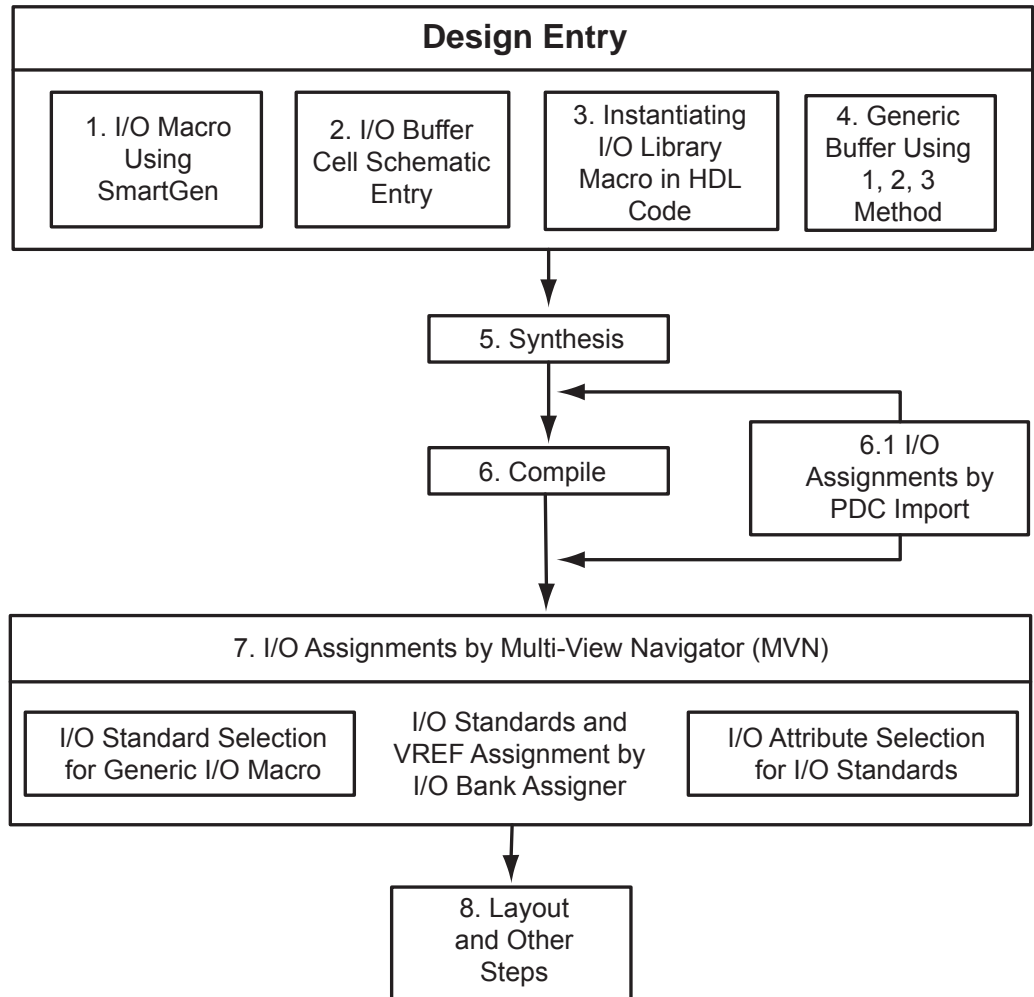 Design Entry
1. I/O Macro
Using
SmartGen
2. I/O Buffer
Cell Schematic
Entry
3. Instantiating
I/O Library
Macro in HDL
Code
4. Generic
Buffer Using
1, 2, 3
Method
5. Synthesis
6. Compile
6.1 I/O
Assignments by
PDC Import
7. I/O Assignments by Multi-View Navigator (MVN)
I/O Standard Selection
for Generic I/O Macro
I/O Standards and
VREF Assignment by
I/O Bank Assigner
I/O Attribute Selection
for I/O Standards
8. Layout
and Other
Steps